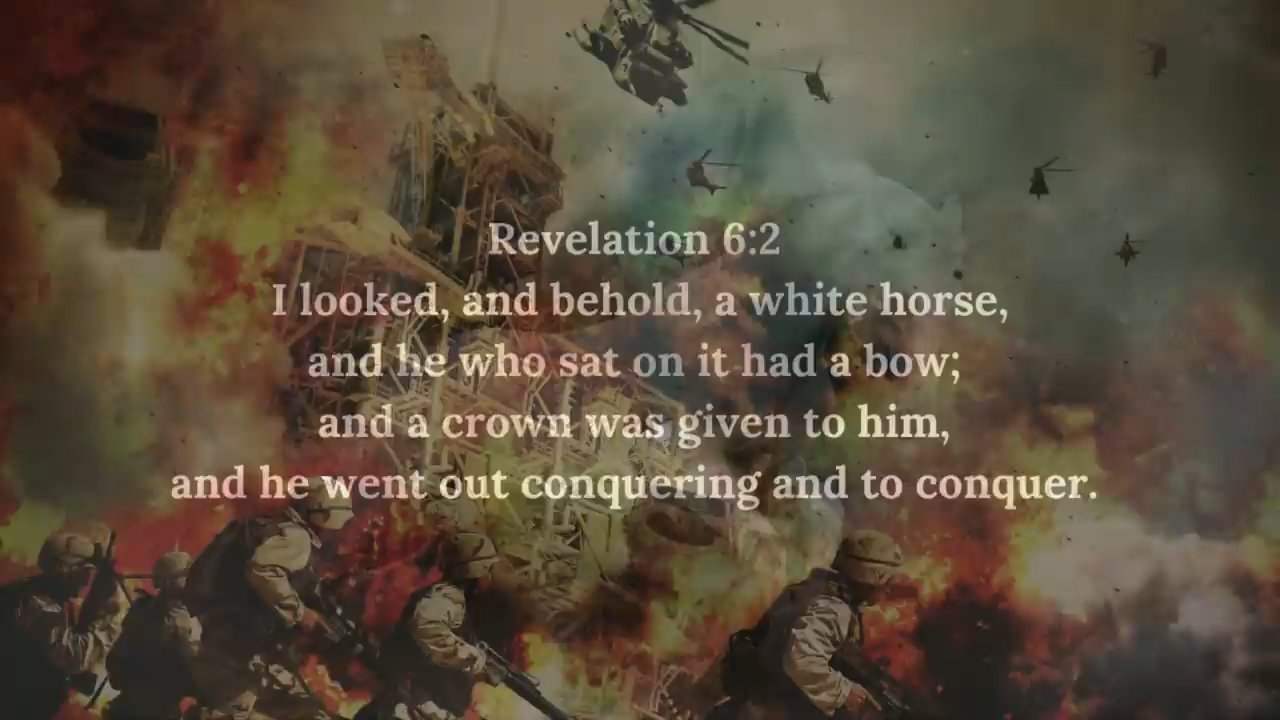 Revelation 6:2
I looked, and behold, a white horse,
and he who sat on it had a bow;
and a crown was given to him,
and he went out conquering and to conquer.